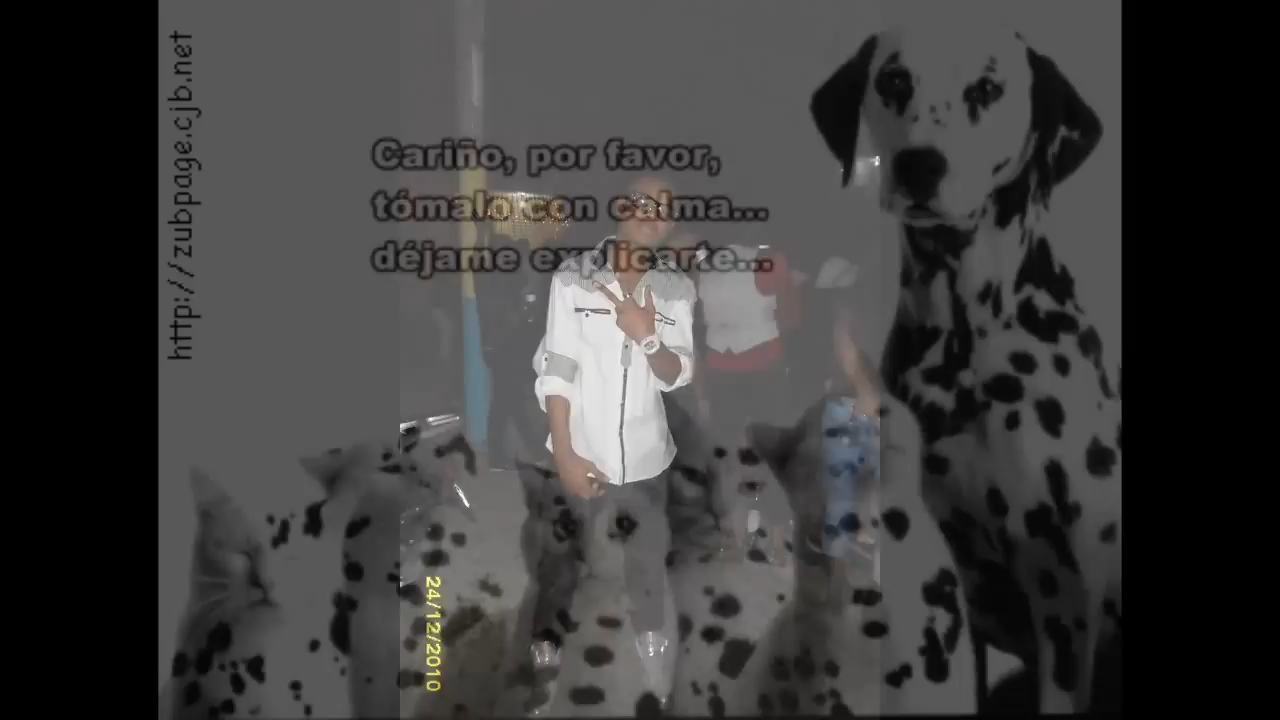 http://zubpage.cjb.net
Cariño, por favor,
tómalo con calma...
déjame explicarte...
24/12/2010